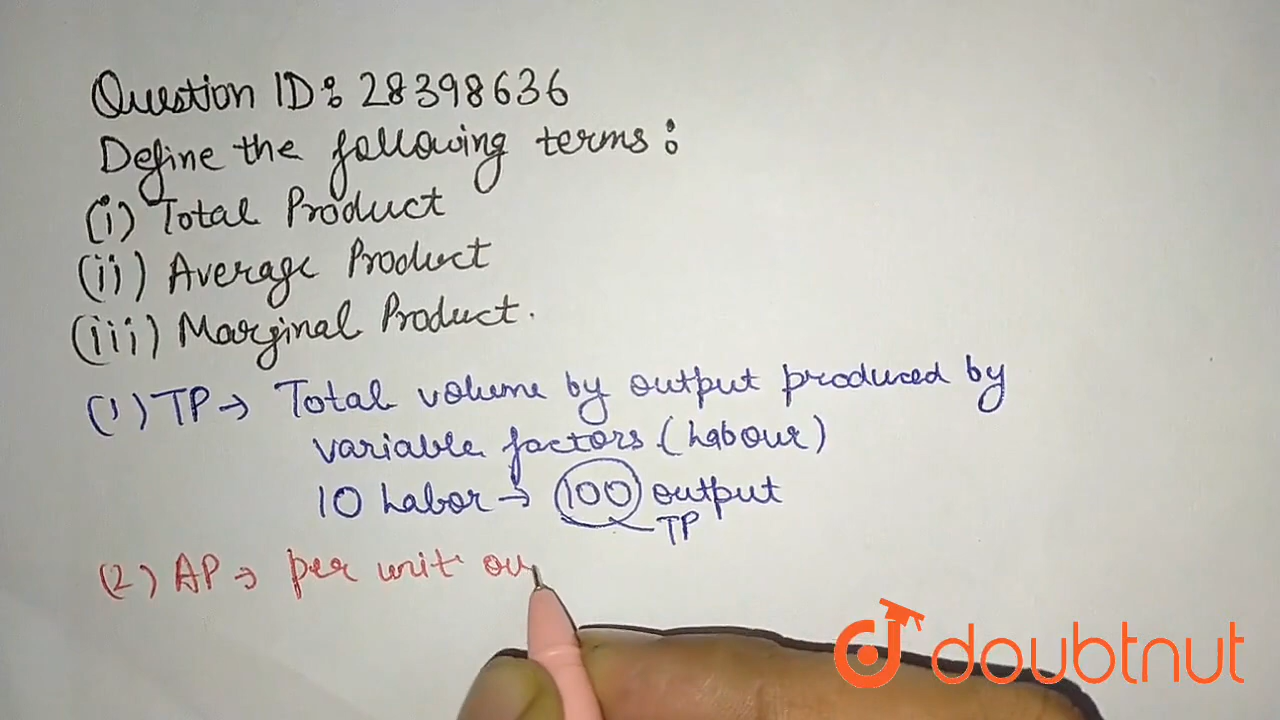 Question ID: 28398636
Define the following terms:
(i) Total Product
(ii) Average Product
(iii) Marginal Product.
(1) TP → Total volume by output produced by
variable factors (Labour)
10 Labor → 100 output
TP
(2) AP → per unit ou
doubtnut